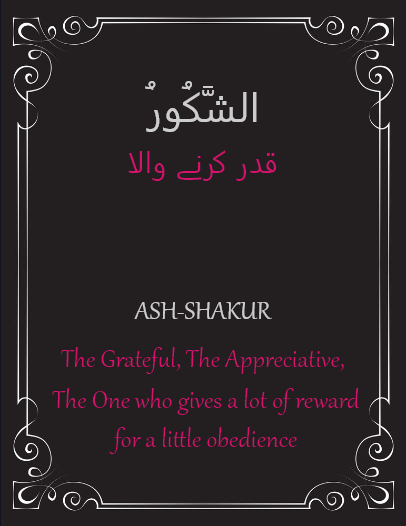 الشَّكُورُ
قدر کرنے والا
ASH-SHAKUR
The Grateful, The Appreciative,
The One who gives a lot of reward
for a little obedience